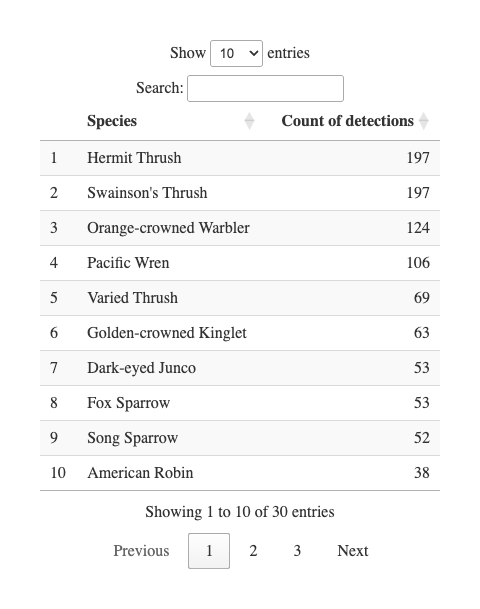 Show 10 entries
Search:
Species Count of detections
1 Hermit Thrush 197
2 Swainson's Thrush 197
3 Orange-crowned Warbler 124
4 Pacific Wren 106
5 Varied Thrush 69
6 Golden-crowned Kinglet 63
7 Dark-eyed Junco 53
8 Fox Sparrow 53
9 Song Sparrow 52
10 American Robin 38
Showing 1 to 10 of 30 entries
Previous 1 2 3 Next